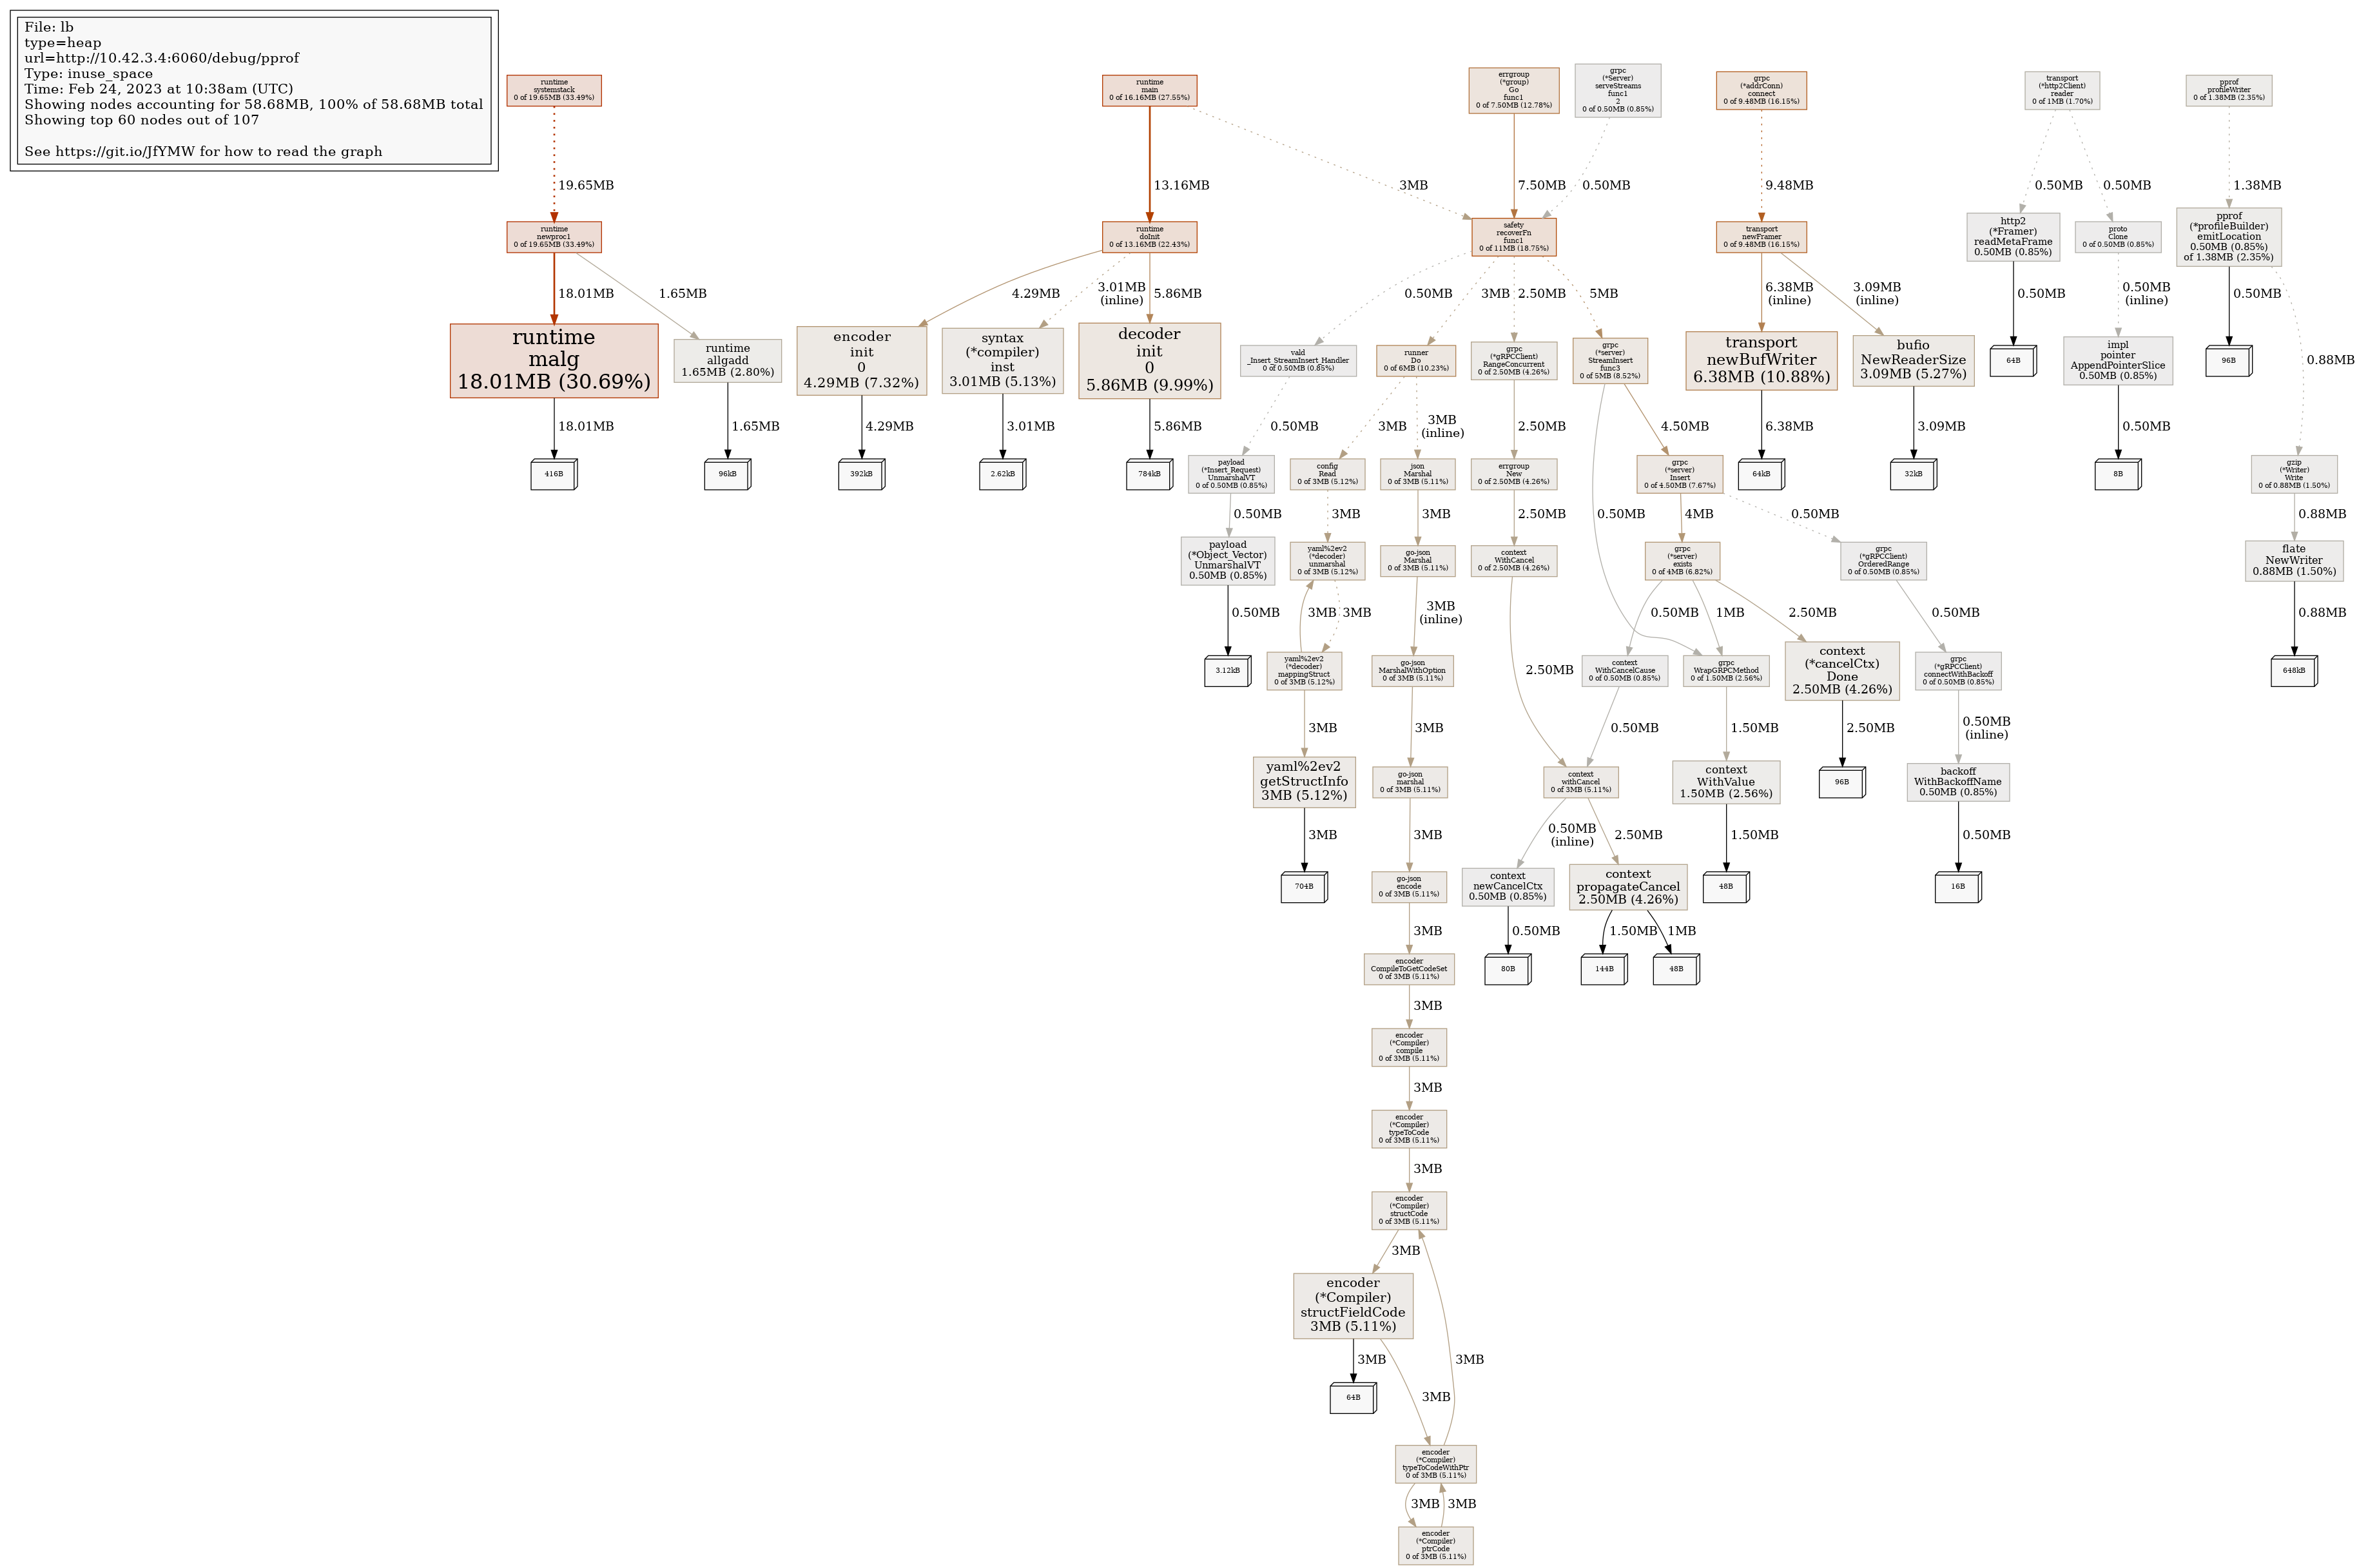 File: lb
type=heap
url=http://10.42.3.4:6060/debug/pprof
Type: inuse_space
Time: Feb 24, 2023 at 10:38am (UTC)
Showing nodes accounting for 58.68MB, 100% of 58.68MB total
Showing top 60 nodes out of 107
See https://git.io/JfYMW for how to read the graph
runtime
systemstack
0 of 19.65MB (33.49%)
runtime
main
0 of 16.16MB (27.55%)
errgroup
(*group)
Go
func1
0 of 7.50MB (12.78%)
grpc
(*Server)
serveStreams
func1
2
0 of 0.50MB (0.85%)
grpc
(*addrConn)
connect
0 of 9.48MB (16.15%)
transport
(*http2Client)
reader
0 of 1MB (1.70%)
pprof
profileWriter
0 of 1.38MB (2.35%)
19.65MB
13.16MB
3MB
7.50MB
0.50MB
9.48MB
0.50MB
0.50MB
1.38MB
runtime
newproc1
0 of 19.65MB (33.49%)
runtime
doInit
0 of 13.16MB (22.43%)
safety
recoverFn
func1
0 of 11MB (18.75%)
transport
newFramer
0 of 9.48MB (16.15%)
http2
(*Framer)
readMetaFrame
0.50MB (0.85%)
proto
Clone
0 of 0.50MB (0.85%)
pprof
(*profileBuilder)
emitLocation
0.50MB (0.85%)
of 1.38MB (2.35%)
18.01MB
1.65MB
4.29MB
3.01MB
(inline)
5.86MB
0.50MB
3MB
2.50MB
5MB
6.38MB
(inline)
3.09MB
(inline)
0.50MB
0.50MB
(inline)
0.50MB
0.88MB
runtime
malg
18.01MB (30.69%)
runtime
allgadd
1.65MB (2.80%)
encoder
init
0
4.29MB (7.32%)
syntax
(*compiler)
inst
3.01MB (5.13%)
decoder
init
0
5.86MB (9.99%)
vald
_Insert_StreamInsert_Handler
0 of 0.50MB (0.85%)
runner
Do
0 of 6MB (10.23%)
grpc
(*gRPCClient)
RangeConcurrent
0 of 2.50MB (4.26%)
grpc
(*server)
StreamInsert
func3
0 of 5MB (8.52%)
transport
newBufWriter
6.38MB (10.88%)
bufio
NewReaderSize
3.09MB (5.27%)
64B
impl
pointer
AppendPointerSlice
0.50MB (0.85%)
96B
18.01MB
1.65MB
4.29MB
3.01MB
5.86MB
0.50MB
3MB
3MB
(inline)
2.50MB
4.50MB
6.38MB
3.09MB
0.50MB
416B
96kB
392kB
2.62kB
784kB
payload
(*Insert_Request)
UnmarshalVT
0 of 0.50MB (0.85%)
config
Read
0 of 3MB (5.12%)
json
Marshal
0 of 3MB (5.11%)
errgroup
New
0 of 2.50MB (4.26%)
grpc
(*server)
Insert
0 of 4.50MB (7.67%)
64kB
32kB
8B
gzip
(*Writer)
Write
0 of 0.88MB (1.50%)
0.50MB
3MB
3MB
2.50MB
0.50MB
4MB
0.50MB
0.88MB
payload
(*Object_Vector)
UnmarshalVT
0.50MB (0.85%)
yaml%2ev2
(*decoder)
unmarshal
0 of 3MB (5.12%)
go-json
Marshal
0 of 3MB (5.11%)
context
WithCancel
0 of 2.50MB (4.26%)
grpc
(*server)
exists
0 of 4MB (6.82%)
grpc
(*gRPCClient)
OrderedRange
0 of 0.50MB (0.85%)
flate
NewWriter
0.88MB (1.50%)
0.50MB
3MB
3MB
3MB
(inline)
0.50MB
1MB
2.50MB
0.50MB
0.88MB
3.12kB
yaml%2ev2
(*decoder)
mappingStruct
0 of 3MB (5.12%)
go-json
MarshalWithOption
0 of 3MB (5.11%)
2.50MB
context
WithCancelCause
0 of 0.50MB (0.85%)
grpc
WrapGRPCMethod
0 of 1.50MB (2.56%)
context
(*cancelCtx)
Done
2.50MB (4.26%)
grpc
(*gRPCClient)
connectWithBackoff
0 of 0.50MB (0.85%)
648kB
3MB
3MB
0.50MB
1.50MB
2.50MB
0.50MB
(inline)
yaml%2ev2
getStructInfo
3MB (5.12%)
go-json
marshal
0 of 3MB (5.11%)
context
withCancel
0 of 3MB (5.11%)
context
WithValue
1.50MB (2.56%)
96B
backoff
WithBackoffName
0.50MB (0.85%)
3MB
3MB
0.50MB
(inline)
2.50MB
1.50MB
0.50MB
704B
go-json
encode
0 of 3MB (5.11%)
context
newCancelCtx
0.50MB (0.85%)
context
propagateCancel
2.50MB (4.26%)
48B
16B
3MB
0.50MB
1.50MB
1MB
encoder
CompileToGetCodeSet
0 of 3MB (5.11%)
80B
144B
48B
3MB
encoder
(*Compiler)
compile
0 of 3MB (5.11%)
3MB
encoder
(*Compiler)
typeToCode
0 of 3MB (5.11%)
3MB
encoder
(*Compiler)
structCode
0 of 3MB (5.11%)
3MB
encoder
(*Compiler)
structFieldCode
3MB (5.11%)
3MB
3MB
64B
3MB
encoder
(*Compiler)
typeToCodeWithPtr
0 of 3MB (5.11%)
3MB
3MB
encoder
(*Compiler)
ptrCode
0 of 3MB (5.11%)